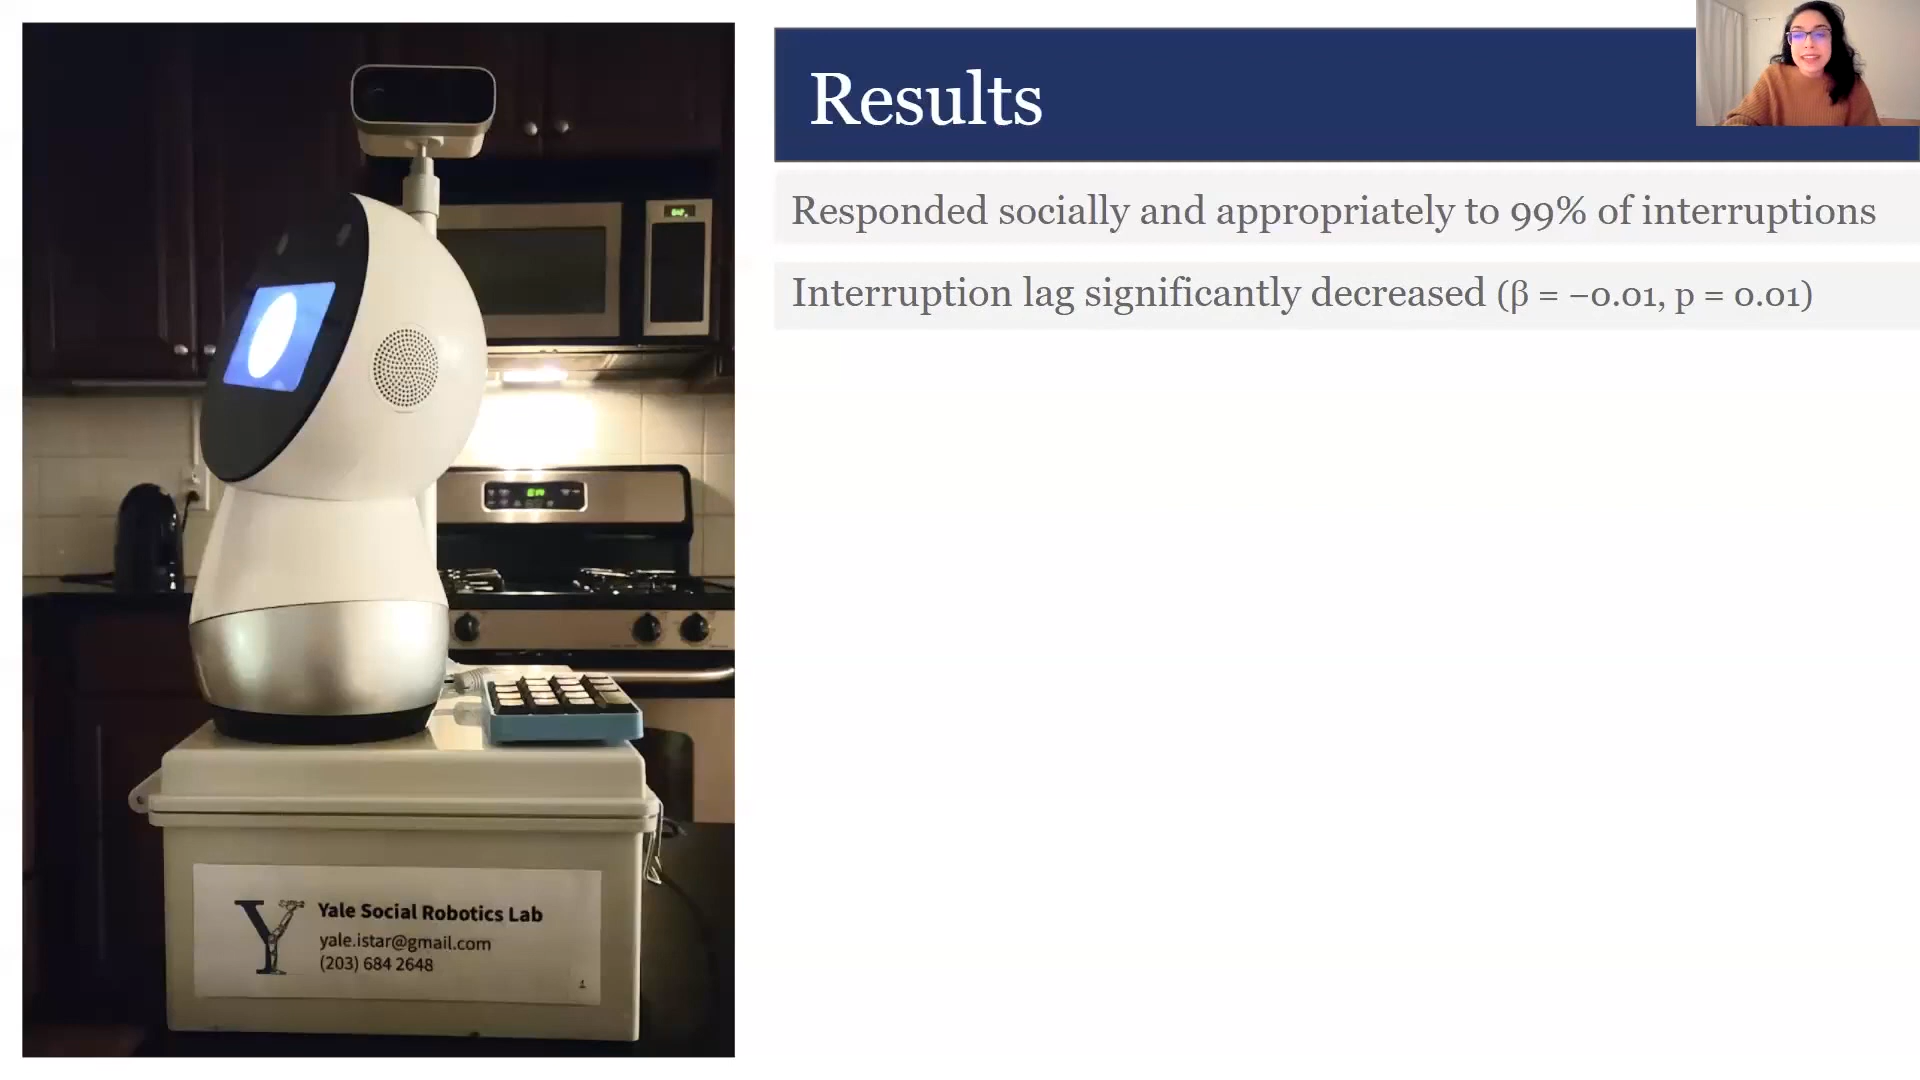 Results
Responded socially and appropriately to 99% of interruptions
Interruption lag significantly decreased (β = −0.01, p = 0.01)
Yale Social Robotics Lab
yale.istar@gmail.com
(203) 684 2648